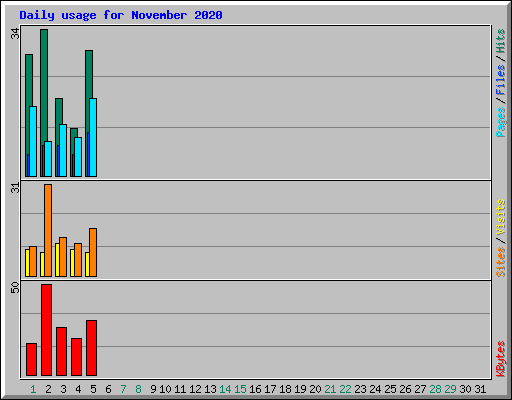 Daily usage for November 2020
34
Pages / Files / Hits
31
Sites / Visits
50
KBytes
1 2 3 4 5 6 7 8 9 10 11 12 13 14 15 16 17 18 19 20 21 22 23 24 25 26 27 28 29 30 31